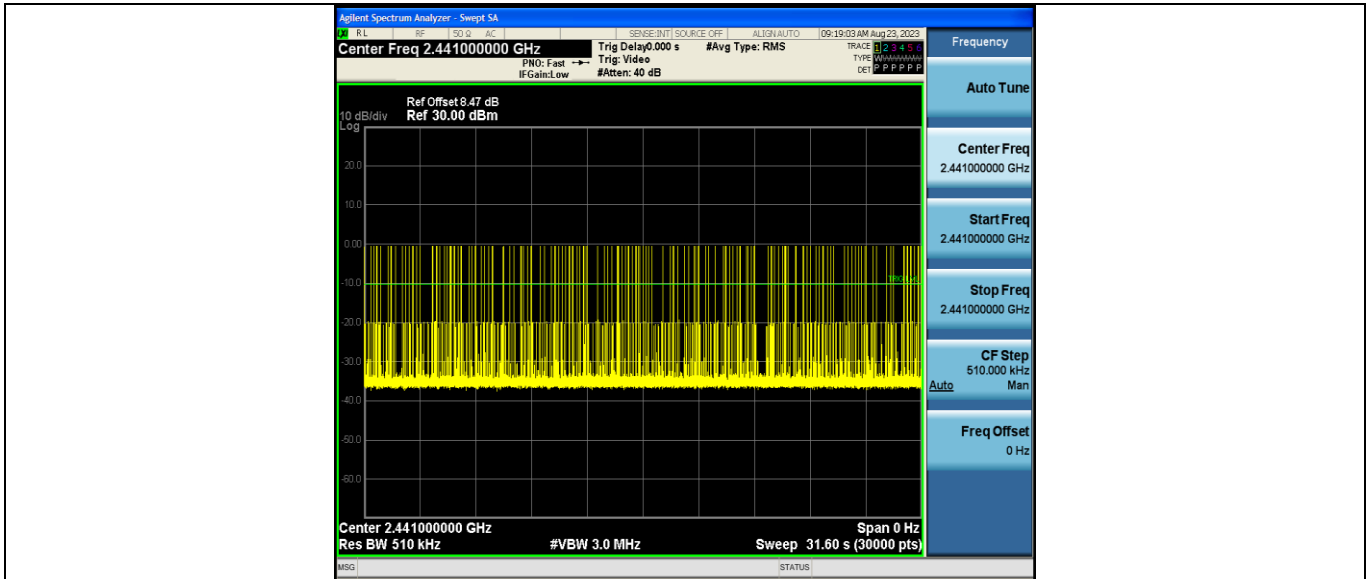 Agilent Spectrum Analyzer - Swept SA
RL RF 50 Ω AC SENSE:INT SOURCE OFF ALIGN AUTO 09:19:03 AM Aug 23, 2023
Center Freq 2.441000000 GHz
PNO: Fast
IFGain:Low
Trig Delay0.000 s
Trig: Video
#Atten: 40 dB
#Avg Type: RMS
TRACE 1 2 3 4 5 6
TYPE
DET P P P P P P
Ref Offset 8.47 dB
10 dB/div Ref 30.00 dBm
Log
20.0
10.0
0.00
-10.0
-20.0
-30.0
-40.0
-50.0
-60.0
Center 2.441000000 GHz Span 0 Hz
Res BW 510 kHz #VBW 3.0 MHz Sweep 31.60 s (30000 pts)
MSG STATUS
Frequency
Auto Tune
Center Freq
2.441000000 GHz
Start Freq
2.441000000 GHz
Stop Freq
2.441000000 GHz
CF Step
510.000 kHz
Auto Man
Freq Offset
0 Hz